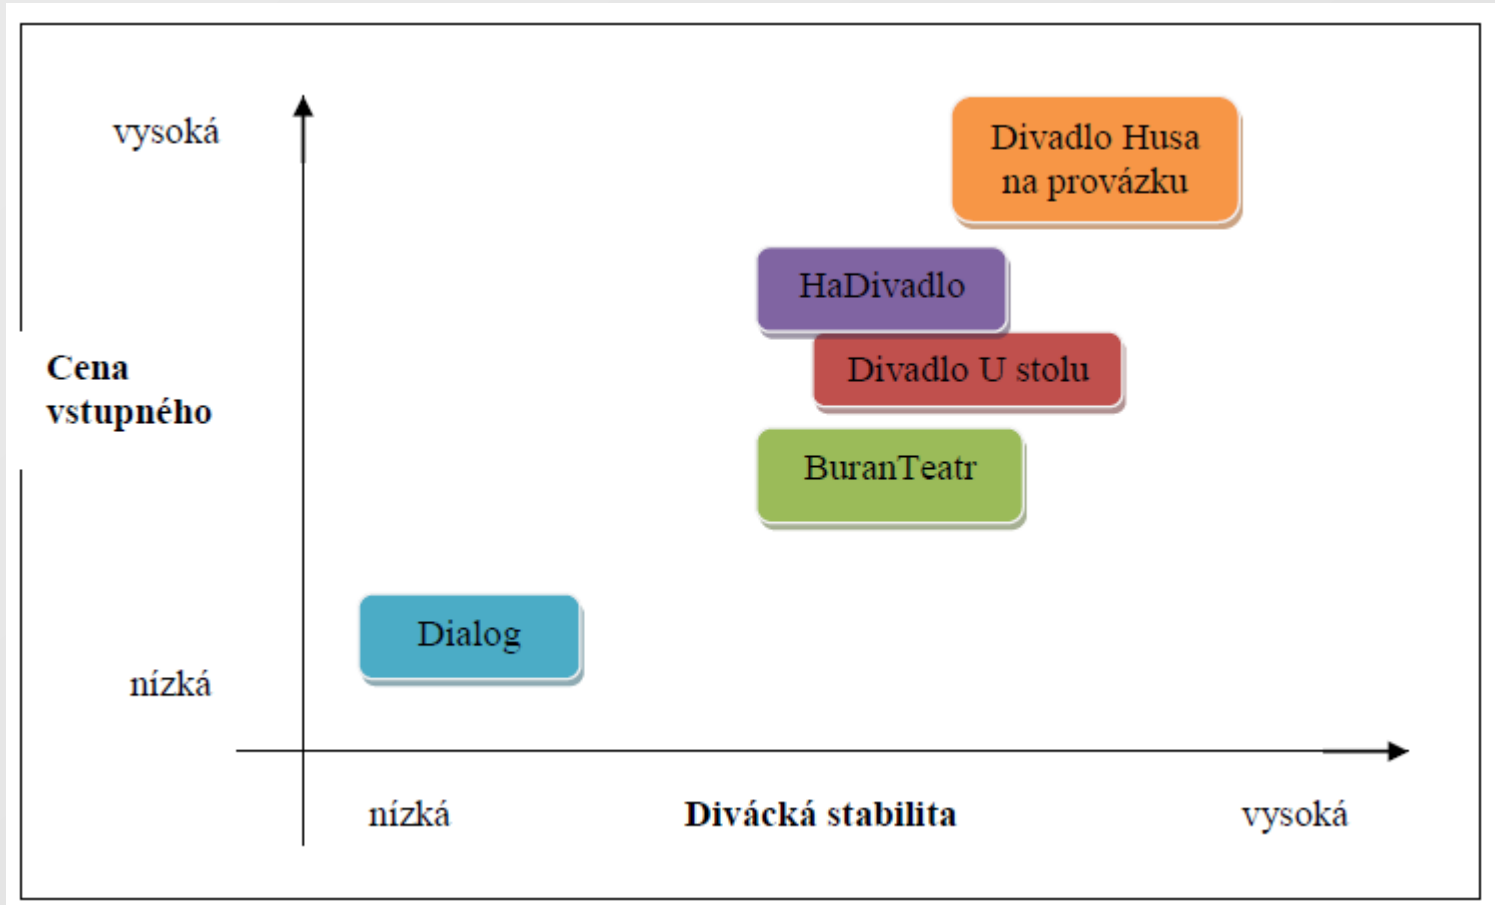 vysoká
Divadlo Husa
na provázku
HaDivadlo
Cena
vstupného
Divadlo U stolu
BuranTeatr
Dialog
nízká
nízká
Divácká stabilita
vysoká